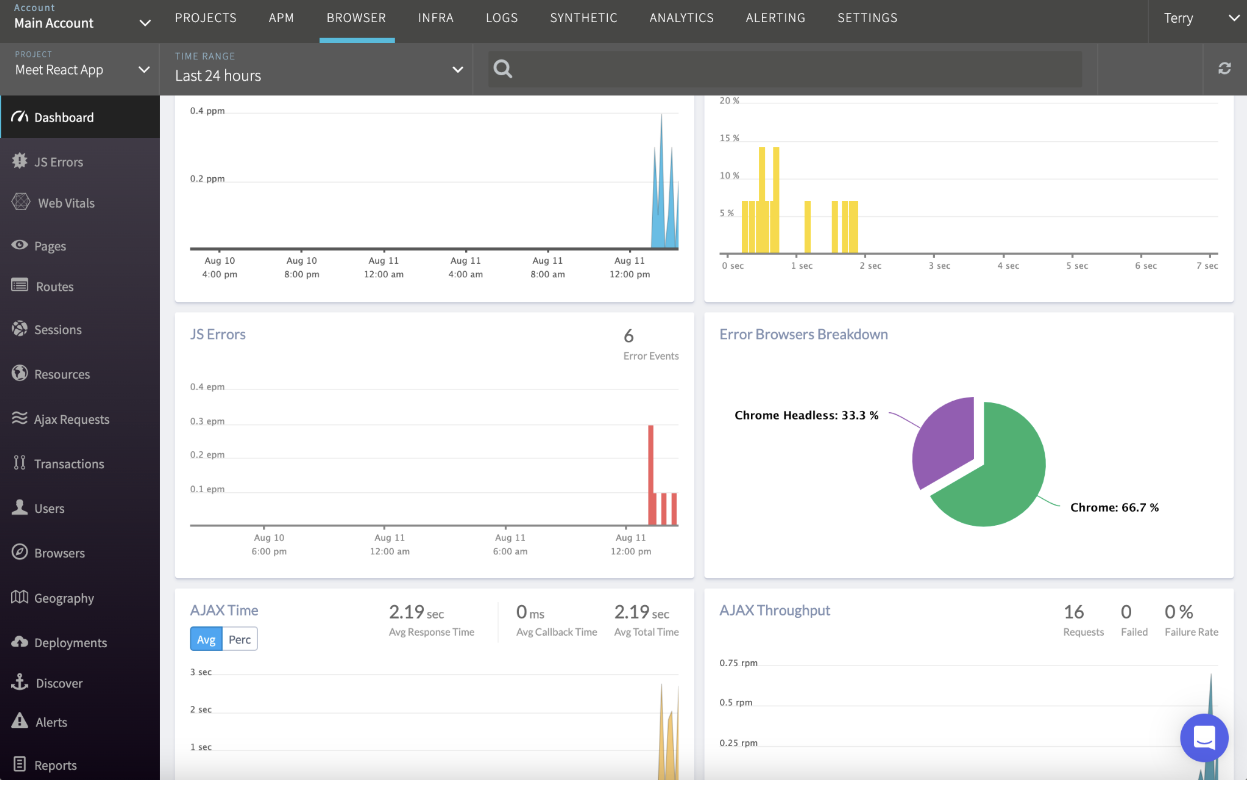 Account
Main Account
PROJECTS
APM
BROWSER
INFRA
LOGS
SYNTHETIC
ANALYTICS
ALERTING
SETTINGS
Terry
PROJECT
Meet React App
TIME RANGE
Last 24 hours
Dashboard
JS Errors
Web Vitals
Pages
Routes
Sessions
Resources
Ajax Requests
Transactions
Users
Browsers
Geography
Deployments
Discover
Alerts
Reports
0.4 ppm
0.2 ppm
Aug 10
4:00 pm
Aug 10
8:00 pm
Aug 11
12:00 am
Aug 11
4:00 am
Aug 11
8:00 am
Aug 11
12:00 pm
20 %
15 %
10 %
5 %
0 sec
1 sec
2 sec
3 sec
4 sec
5 sec
6 sec
7 sec
JS Errors
6
Error Events
0.4 epm
0.3 epm
0.2 epm
0.1 epm
Aug 10
6:00 pm
Aug 11
12:00 am
Aug 11
6:00 am
Aug 11
12:00 pm
Error Browsers Breakdown
Chrome Headless: 33.3 %
Chrome: 66.7 %
AJAX Time
Avg Perc
2.19 sec
Avg Response Time
0 ms
Avg Callback Time
2.19 sec
Avg Total Time
3 sec
2 sec
1 sec
AJAX Throughput
16
Requests
0
Failed
0 %
Failure Rate
0.75 rpm
0.5 rpm
0.25 rpm